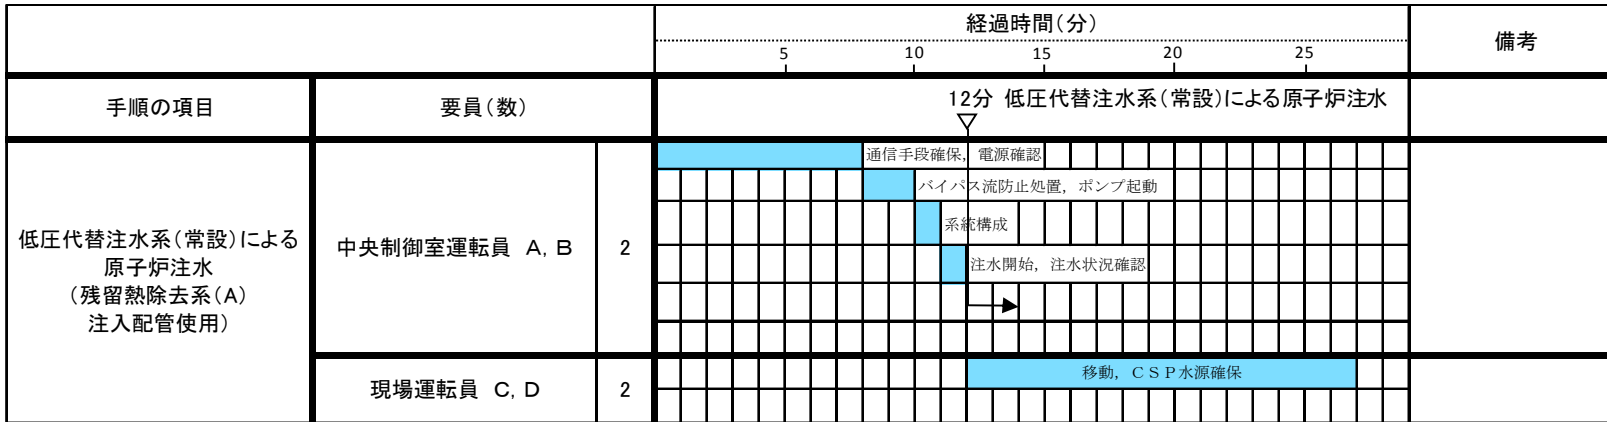 経過時間(分)
備考
5 10 15 20 25
手順の項目
要員(数)
12分 低圧代替注水系(常設)による原子炉注水
通信手段確保, 電源確認
バイパス流防止処置, ポンプ起動
系統構成
注水開始, 注水状況確認
低圧代替注水系(常設)による
原子炉注水
(残留熱除去系(A)
注入配管使用)
中央制御室運転員 A, B
2
移動, CSP水源確保
現場運転員 C, D
2